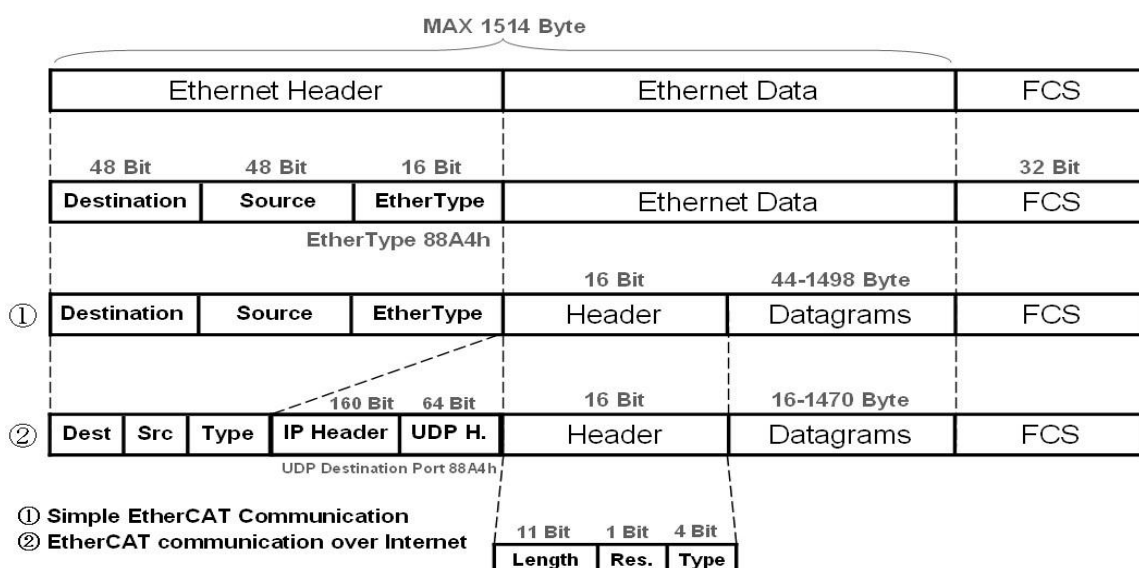 MAX 1514 Byte
Ethernet Header Ethernet Data FCS
48 Bit 48 Bit 16 Bit 32 Bit
Destination Source EtherType Ethernet Data FCS
EtherType 88A4h
16 Bit 44-1498 Byte
① Destination Source EtherType Header Datagrams FCS
160 Bit 64 Bit 16 Bit 16-1470 Byte
② Dest Src Type IP Header UDP H. Header Datagrams FCS
UDP Destination Port 88A4h
① Simple EtherCAT Communication
② EtherCAT communication over Internet
11 Bit 1 Bit 4 Bit
Length Res. Type